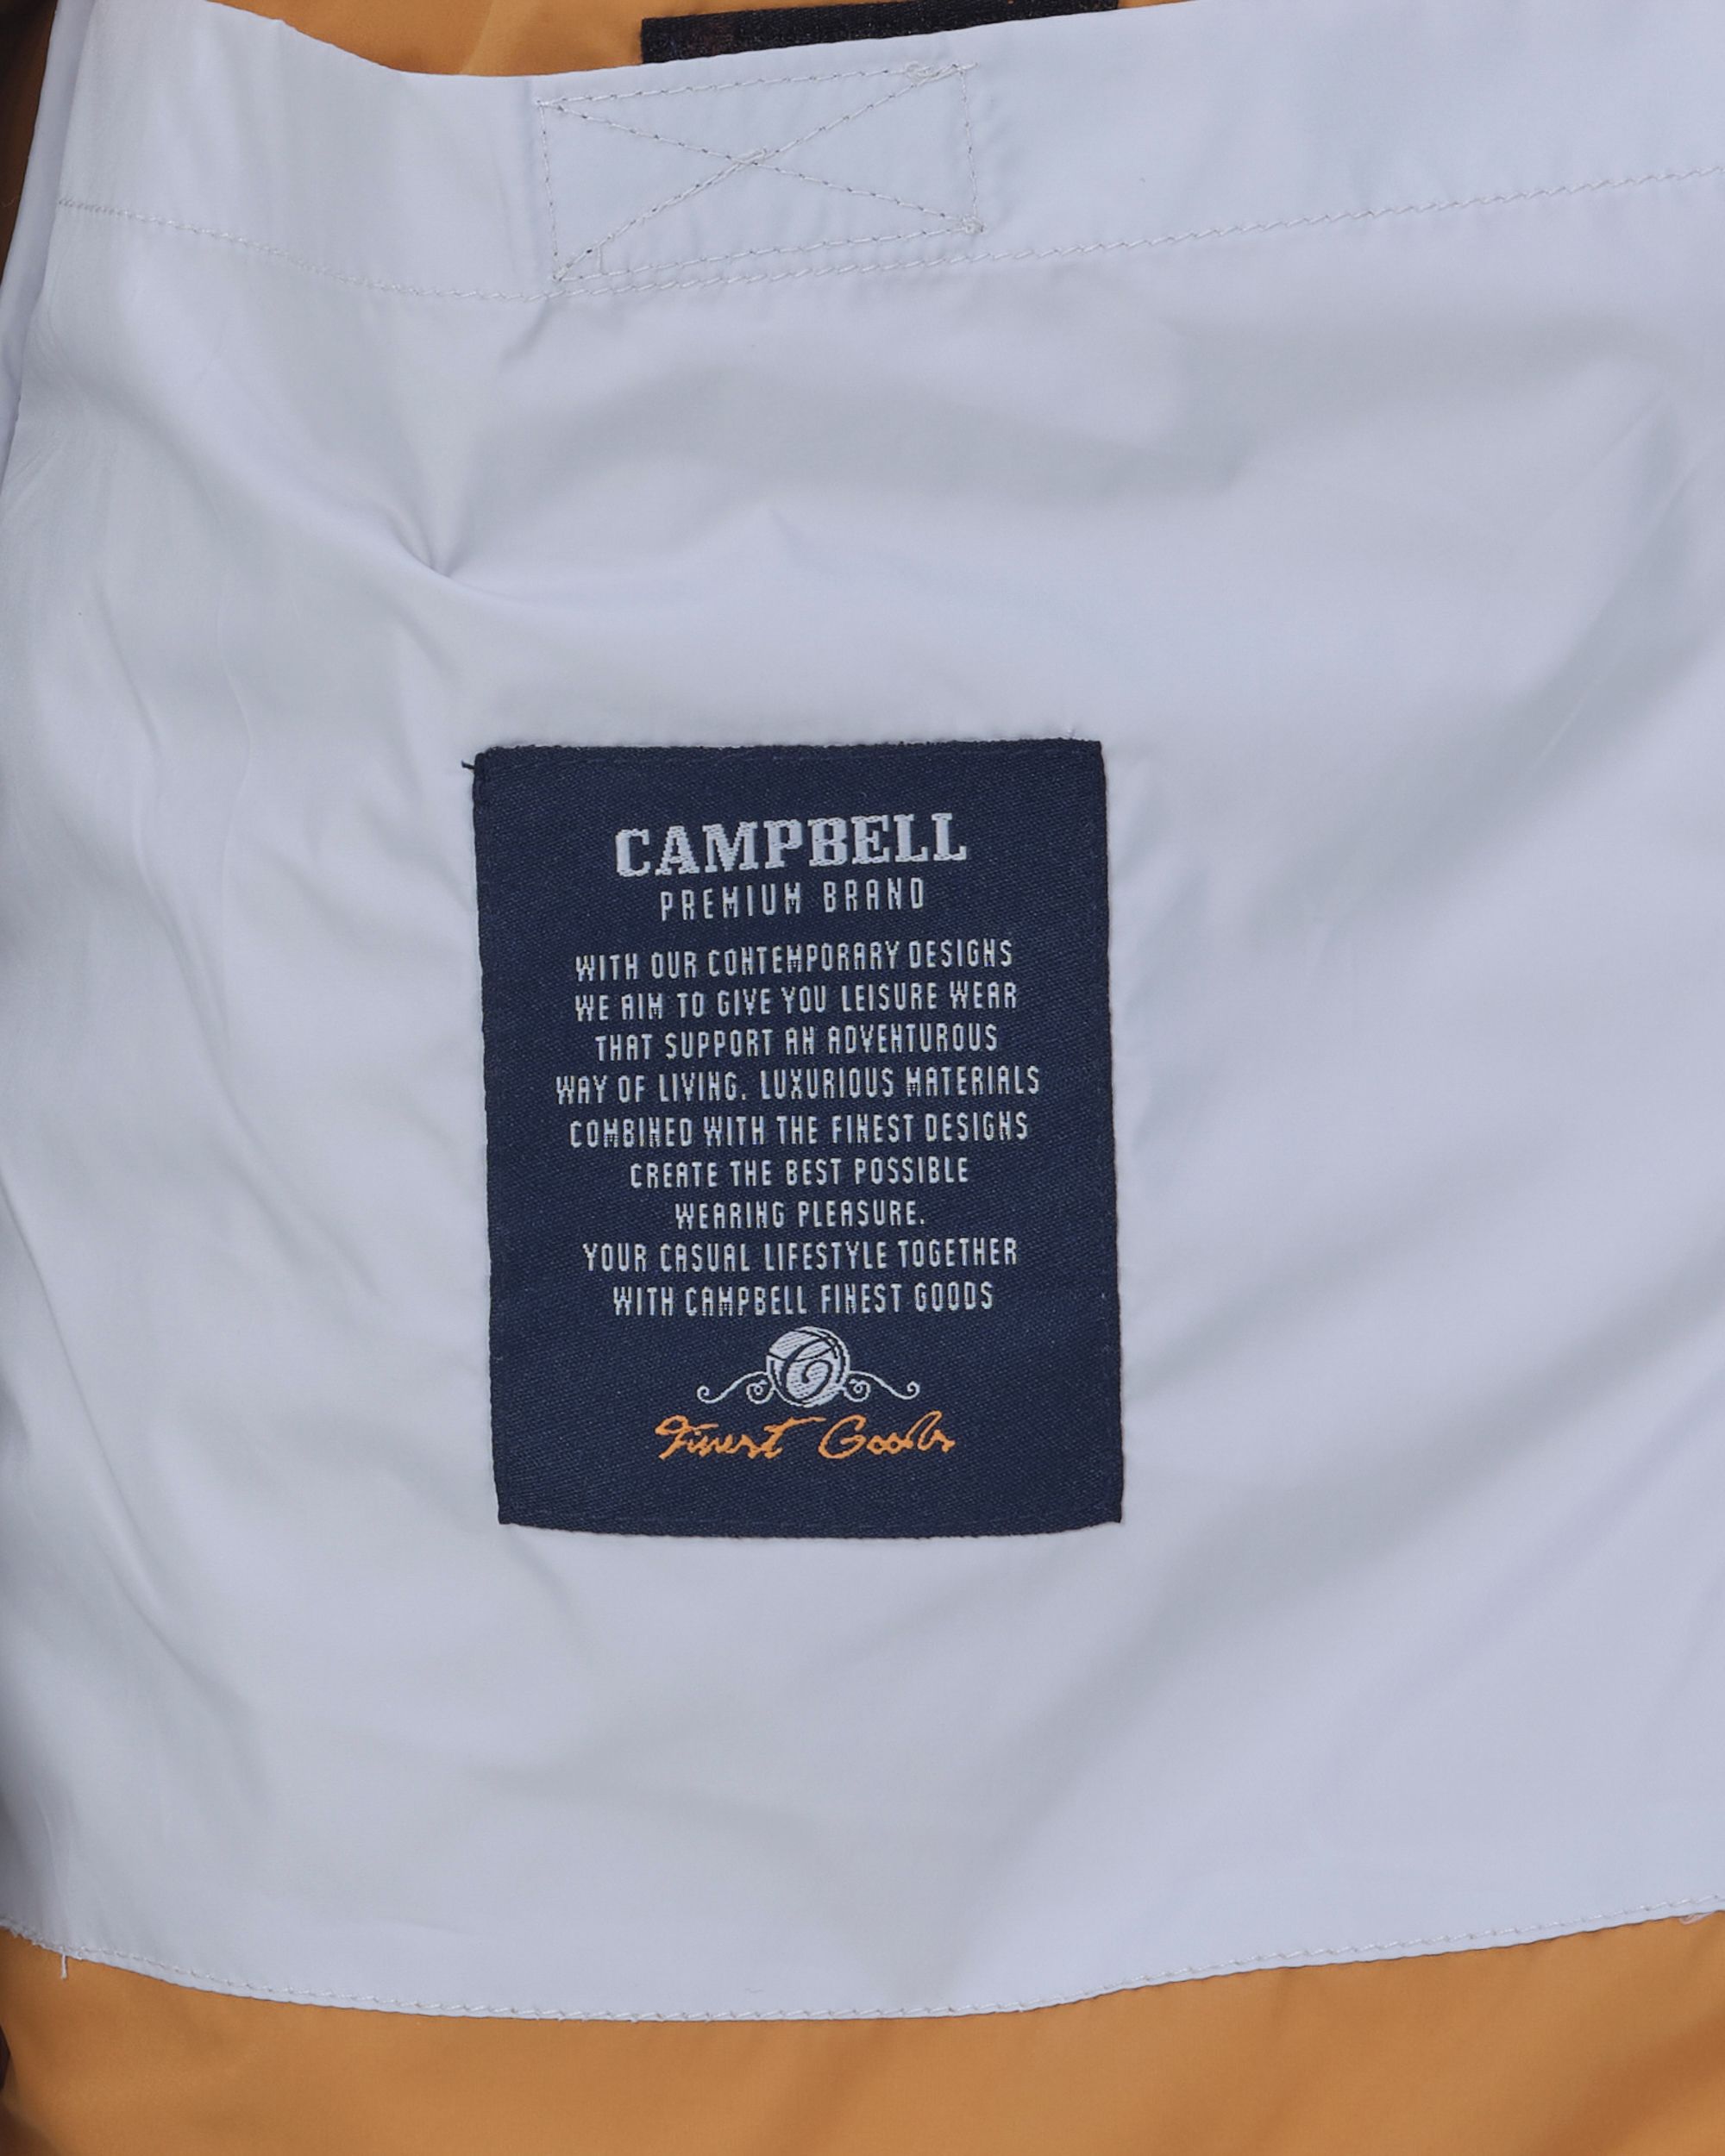 CAMPBELL
PREMIUM BRAND
WITH OUR CONTEMPORARY DESIGNS
WE AIM TO GIVE YOU LEISURE WEAR
THAT SUPPORT AN ADVENTUROUS
WAY OF LIVING. LUXURIOUS MATERIALS
COMBINED WITH THE FINEST DESIGNS
CREATE THE BEST POSSIBLE
WEARING PLEASURE.
YOUR CASUAL LIFESTYLE TOGETHER
WITH CAMPBELL FINEST GOODS
C
Finest Goods